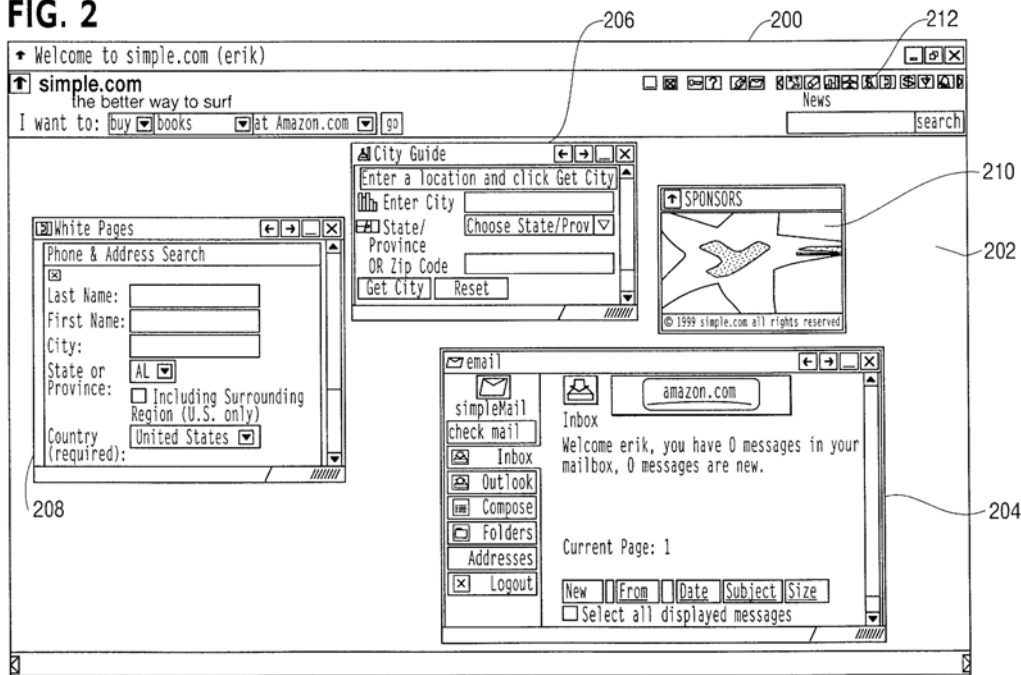 FIG. 2
206
200
212
Welcome to simple.com (erik)
simple.com
the better way to surf
News
I want to: buy books at Amazon.com go
search
City Guide
Enter a location and click Get City
Enter City
State/
Province
Choose State/Prov
OR Zip Code
Get City Reset
SPONSORS
© 1999 simple.com all rights reserved
210
202
White Pages
Phone & Address Search
Last Name:
First Name:
City:
State or
Province:
AL
Including Surrounding
Region (U.S. only)
Country
(required):
United States
208
email
simpleMail
check mail
Inbox
Outlook
Compose
Folders
Addresses
Logout
amazon.com
Inbox
Welcome erik, you have 0 messages in your
mailbox, 0 messages are new.
Current Page: 1
New From Date Subject Size
Select all displayed messages
204